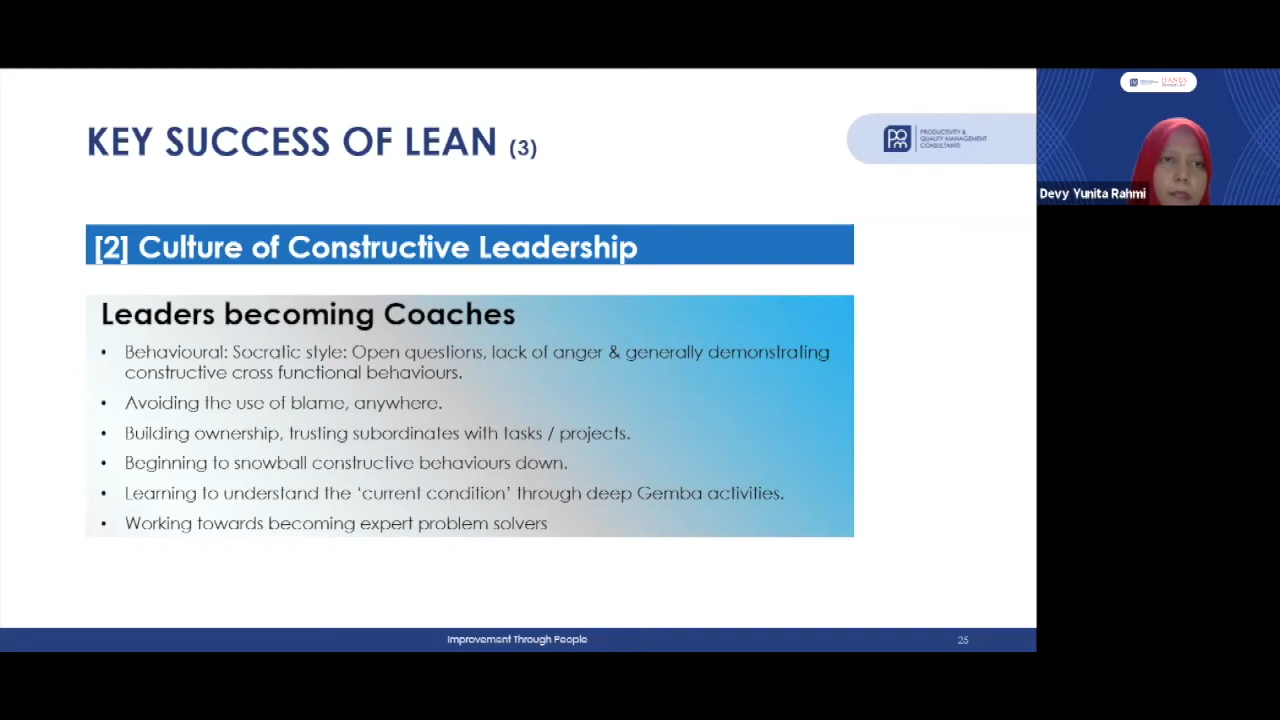 KEY SUCCESS OF LEAN (3)
PRODUCTIVITY &
QUALITY MANAGEMENT
CONSULTANTS
Devy Yunita Rahmi
[2] Culture of Constructive Leadership
Leaders becoming Coaches
• Behavioural: Socratic style: Open questions, lack of anger & generally demonstrating
constructive cross functional behaviours.
• Avoiding the use of blame, anywhere.
• Building ownership, trusting subordinates with tasks / projects.
• Beginning to snowball constructive behaviours down.
• Learning to understand the ‘current condition’ through deep Gemba activities.
• Working towards becoming expert problem solvers
Improvement Through People
25